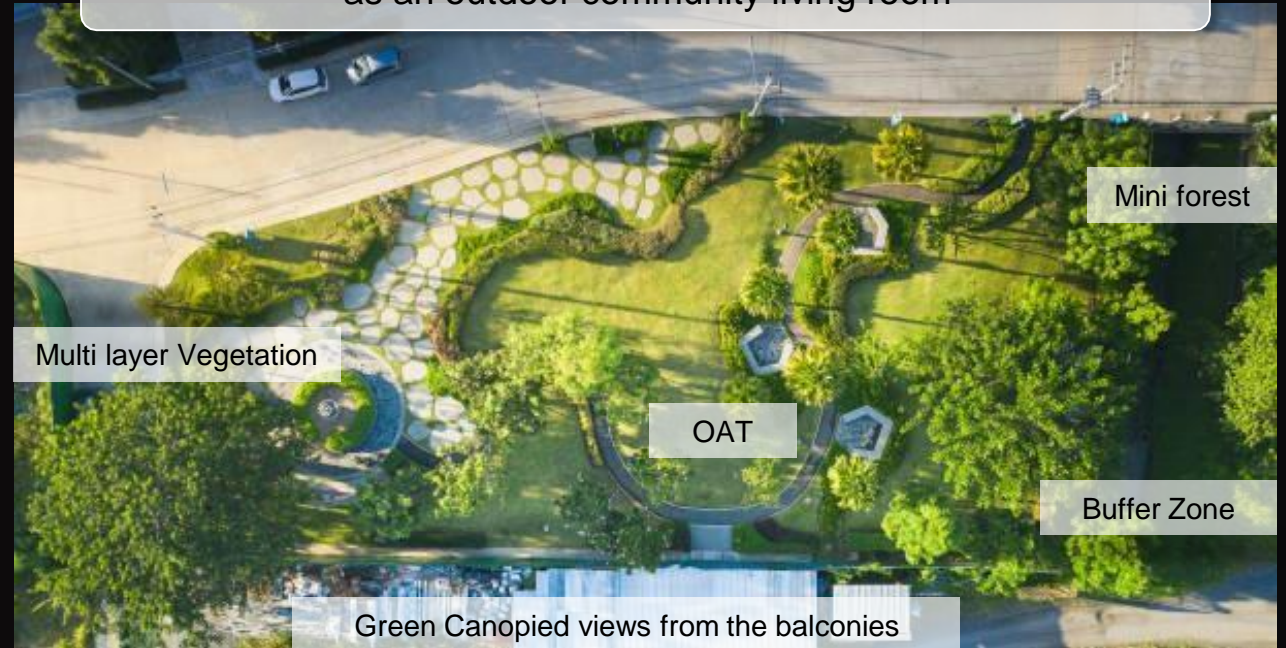 as an outdoor community living room
Mini forest
Multi layer Vegetation
OAT
Buffer Zone
Green Canopied views from the balconies